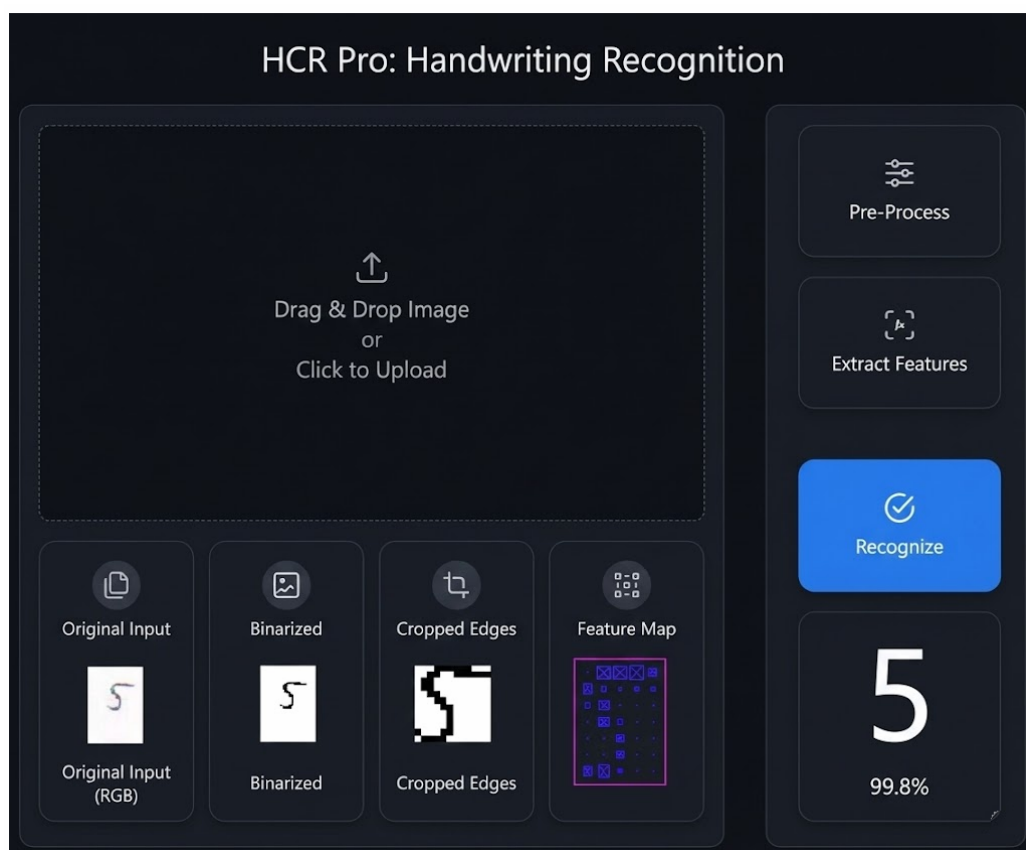 HCR Pro: Handwriting Recognition
Drag & Drop Image
or
Click to Upload
Pre-Process
Extract Features
Recognize
5
99.8%
Original Input
5
Original Input
(RGB)
Binarized
5
Binarized
Cropped Edges
5
Cropped Edges
Feature Map